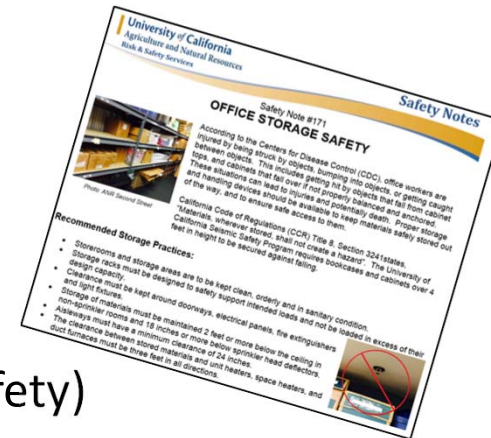 University of California
Agriculture and Natural Resources
Risk & Safety Services
Safety Notes
Safety Note #171
OFFICE STORAGE SAFETY
According to the Centers for Disease Control (CDC), office workers are
injured by being struck by objects, bumping into objects, or getting caught
between objects. This includes getting hit by objects that fall from cabinet
tops, and cabinets that fall over if not properly balanced and anchored.
These situations can lead to injuries and potentially death. Proper storage
and handling devices should be available to keep materials safely stored out
of the way, and to ensure safe access to them.
Photo: ANR Second Street
California Code of Regulations (CCR) Title 8, Section 3241states,
"Materials, wherever stored, shall not create a hazard". The University of
California Seismic Safety Program requires bookcases and cabinets over 4
feet in height to be secured against falling.
Recommended Storage Practices:
• Storerooms and storage areas are to be kept clean, orderly and in sanitary condition.
• Storage racks must be designed to safely support intended loads and not be loaded in excess of their
design capacity.
• Clearance must be kept around doorways, electrical panels, fire extinguishers
and light fixtures.
• Storage of materials must be maintained 2 feet or more below the ceiling in
non-sprinkler rooms and 18 inches or more below sprinkler head deflectors.
• Aisleways must have a minimum clearance of 24 inches.
• The clearance between stored materials and unit heaters, space heaters, and
duct furnaces must be three feet in all directions.
fety)